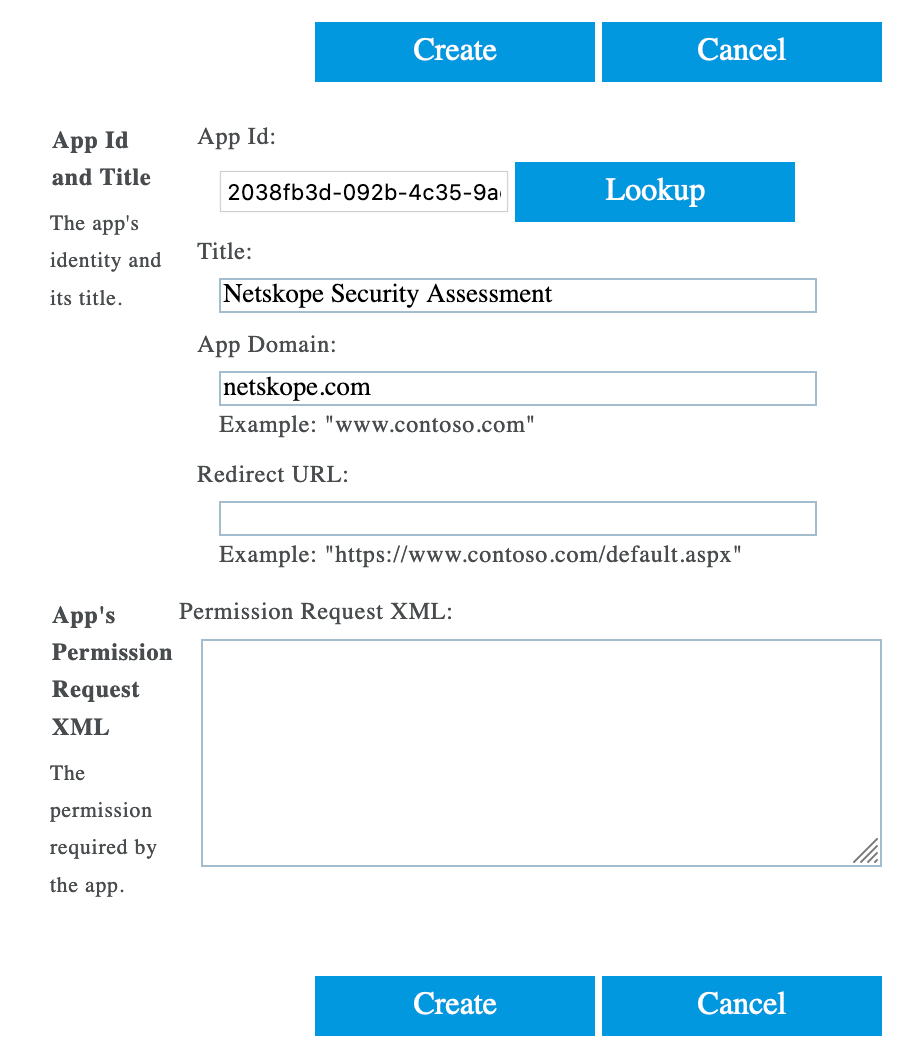 Create Cancel
App Id
and Title
The app's
identity and
its title.
App Id:
2038fb3d-092b-4c35-9a Lookup
Title:
Netskope Security Assessment
App Domain:
netskope.com
Example: "www.contoso.com"
Redirect URL:
Example: "https://www.contoso.com/default.aspx"
App's
Permission
Request
XML
The
permission
required by
the app.
Permission Request XML:
Create Cancel